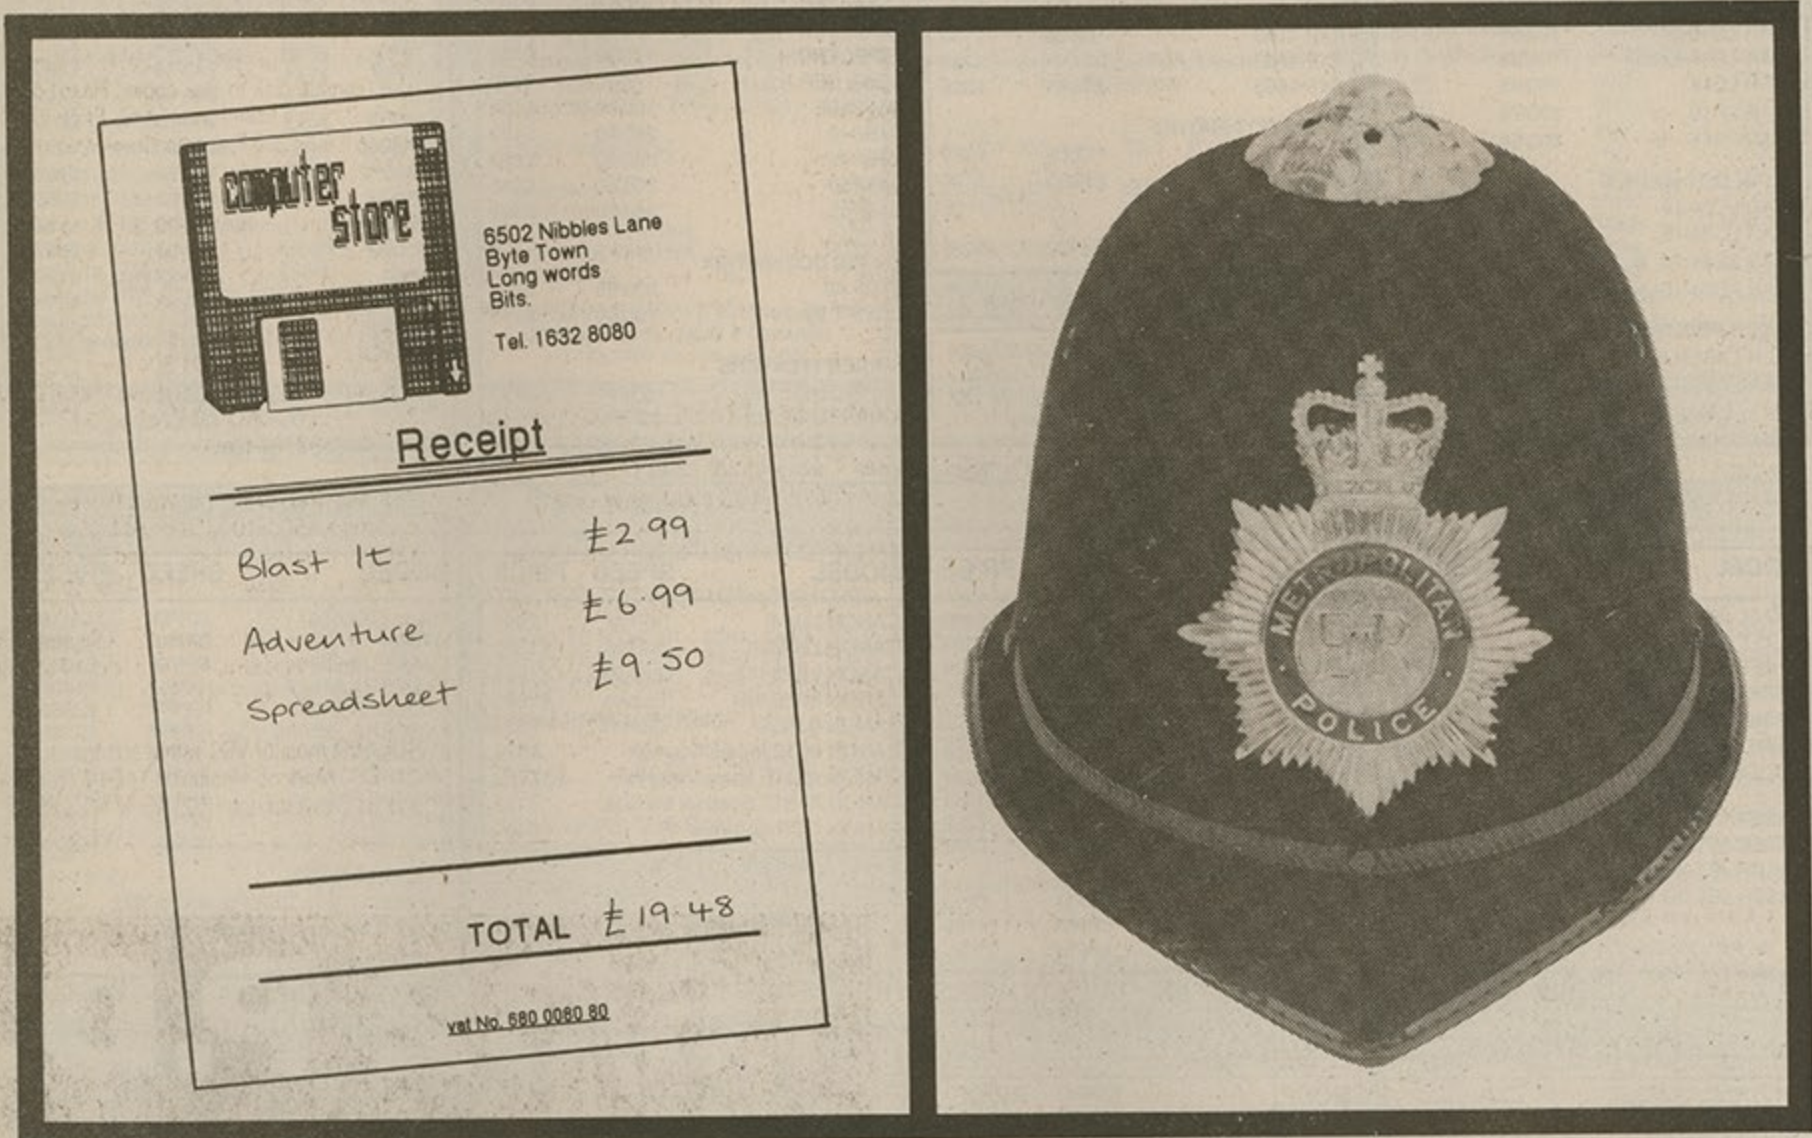 computer
store
6502 Nibbles Lane
Byte Town
Long words
Bits.
Tel. 1632 8080
Receipt
Blast It £2.99
Adventure £6.99
Spreadsheet £9.50
TOTAL £19.48
vat No. 680 0080 80
METROPOLITAN
POLICE